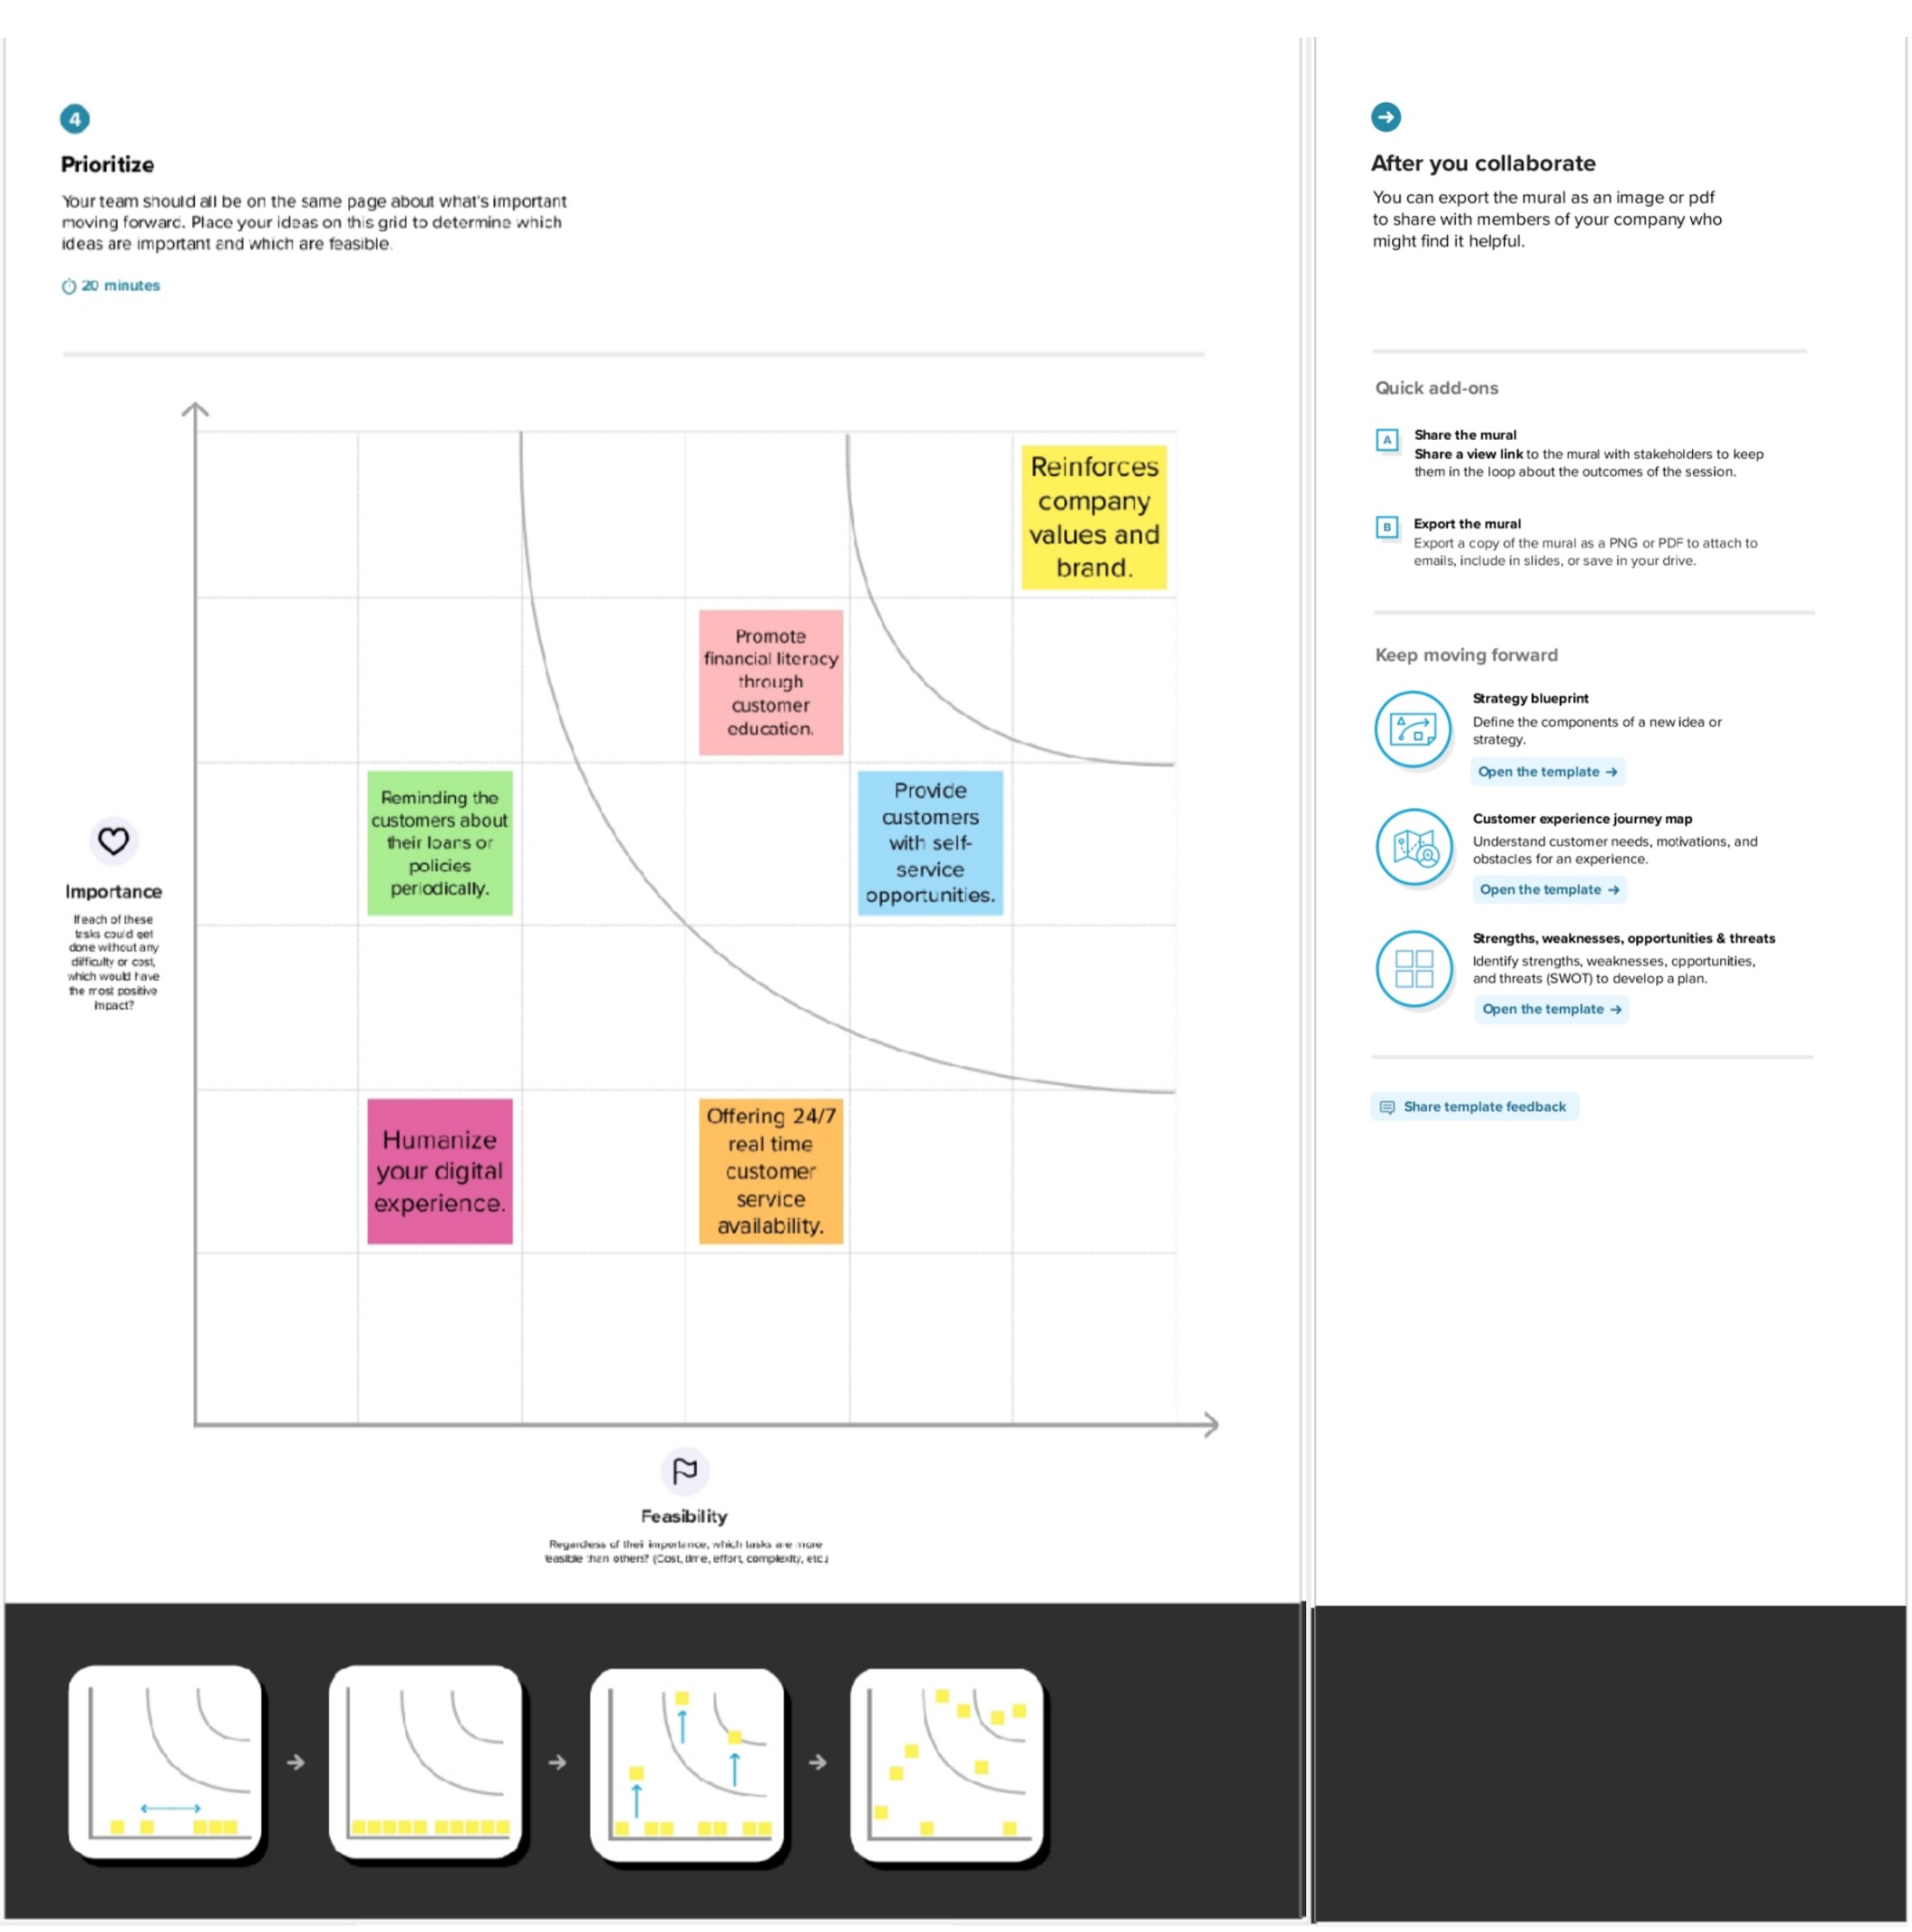 4
Prioritize
Your team should all be on the same page about what's important
moving forward. Place your ideas on this grid to determine which
ideas are important and which are feasible.
20 minutes
Reinforces
company
values and
brand.
Promote
financial literacy
through
customer
education.
Reminding the
customers about
their loans or
policies
periodically.
Provide
customers
with self-
service
opportunities.
Importance
If each of these
tasks could get
done without any
difficulty or cost,
which would have
the most positive
impact?
Humanize
your digital
experience.
Offering 24/7
real time
customer
service
availability.
Feasibility
Regardless of their importance, which tasks are more
feasible than others? (Cost, time, effort, complexity, etc.)
After you collaborate
You can export the mural as an image or pdf
to share with members of your company who
might find it helpful.
Quick add-ons
A
Share the mural
Share a view link to the mural with stakeholders to keep
them in the loop about the outcomes of the session.
B
Export the mural
Export a copy of the mural as a PNG or PDF to attach to
emails, include in slides, or save in your drive.
Keep moving forward
Strategy blueprint
Define the components of a new idea or
strategy.
Open the template →
Customer experience journey map
Understand customer needs, motivations, and
obstacles for an experience.
Open the template →
Strengths, weaknesses, opportunities & threats
Identify strengths, weaknesses, opportunities,
and threats (SWOT) to develop a plan.
Open the template →
Share template feedback